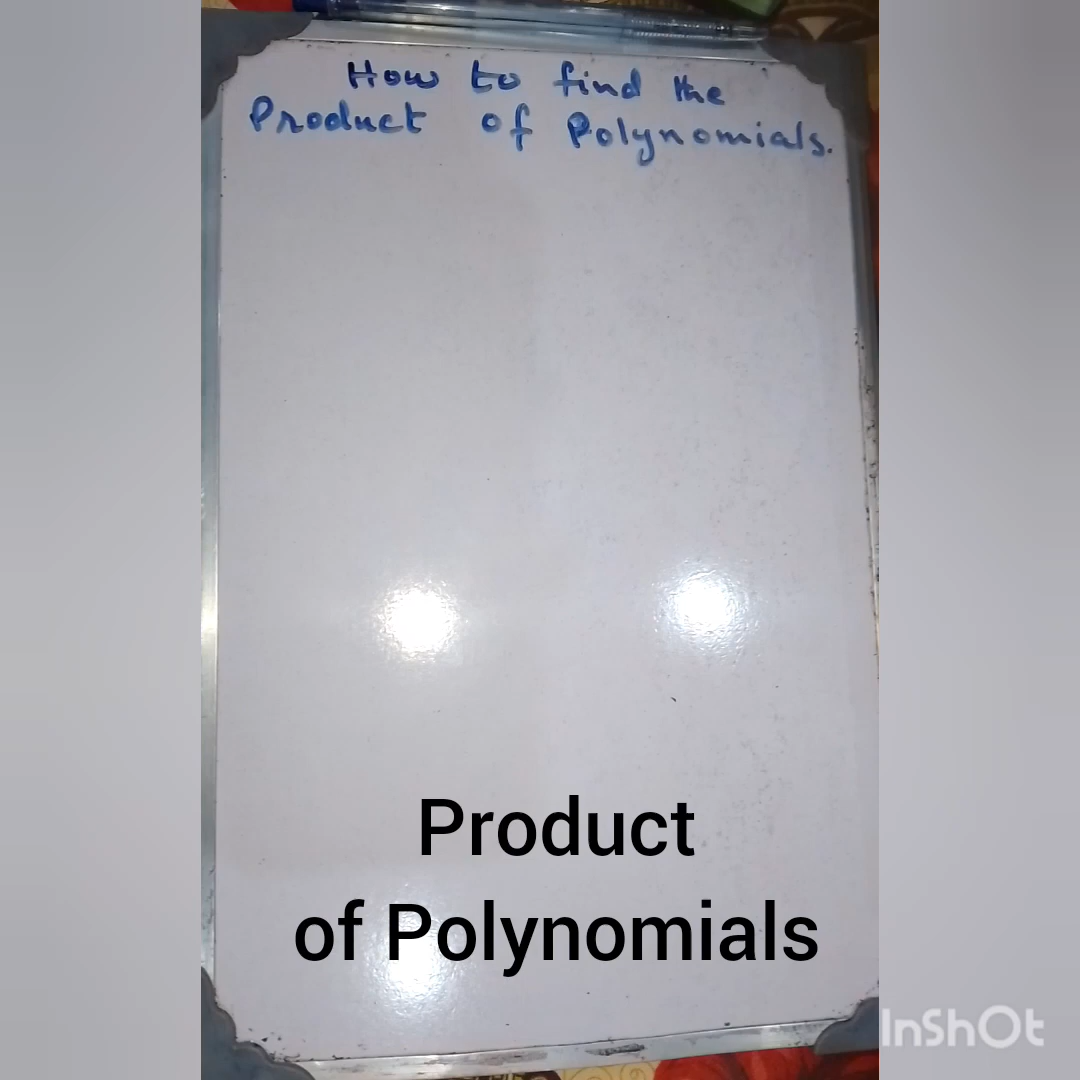 How to find the
Product of Polynomials.
Product
of Polynomials
InShOt